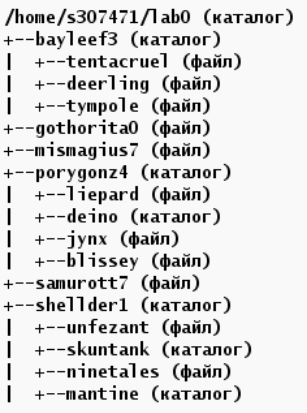 /home/s307471/lab0 (каталог)
+--bayleef3 (каталог)
|  +--tentacruel (файл)
|  +--deerling (файл)
|  +--tympole (файл)
+--gothorita0 (файл)
+--mismagius7 (файл)
+--porygonz4 (каталог)
|  +--liepard (файл)
|  +--deino (каталог)
|  +--jynx (файл)
|  +--blissey (файл)
+--samurott7 (файл)
+--shellder1 (каталог)
|  +--unfezant (файл)
|  +--skuntank (каталог)
|  +--ninetales (файл)
|  +--mantine (каталог)